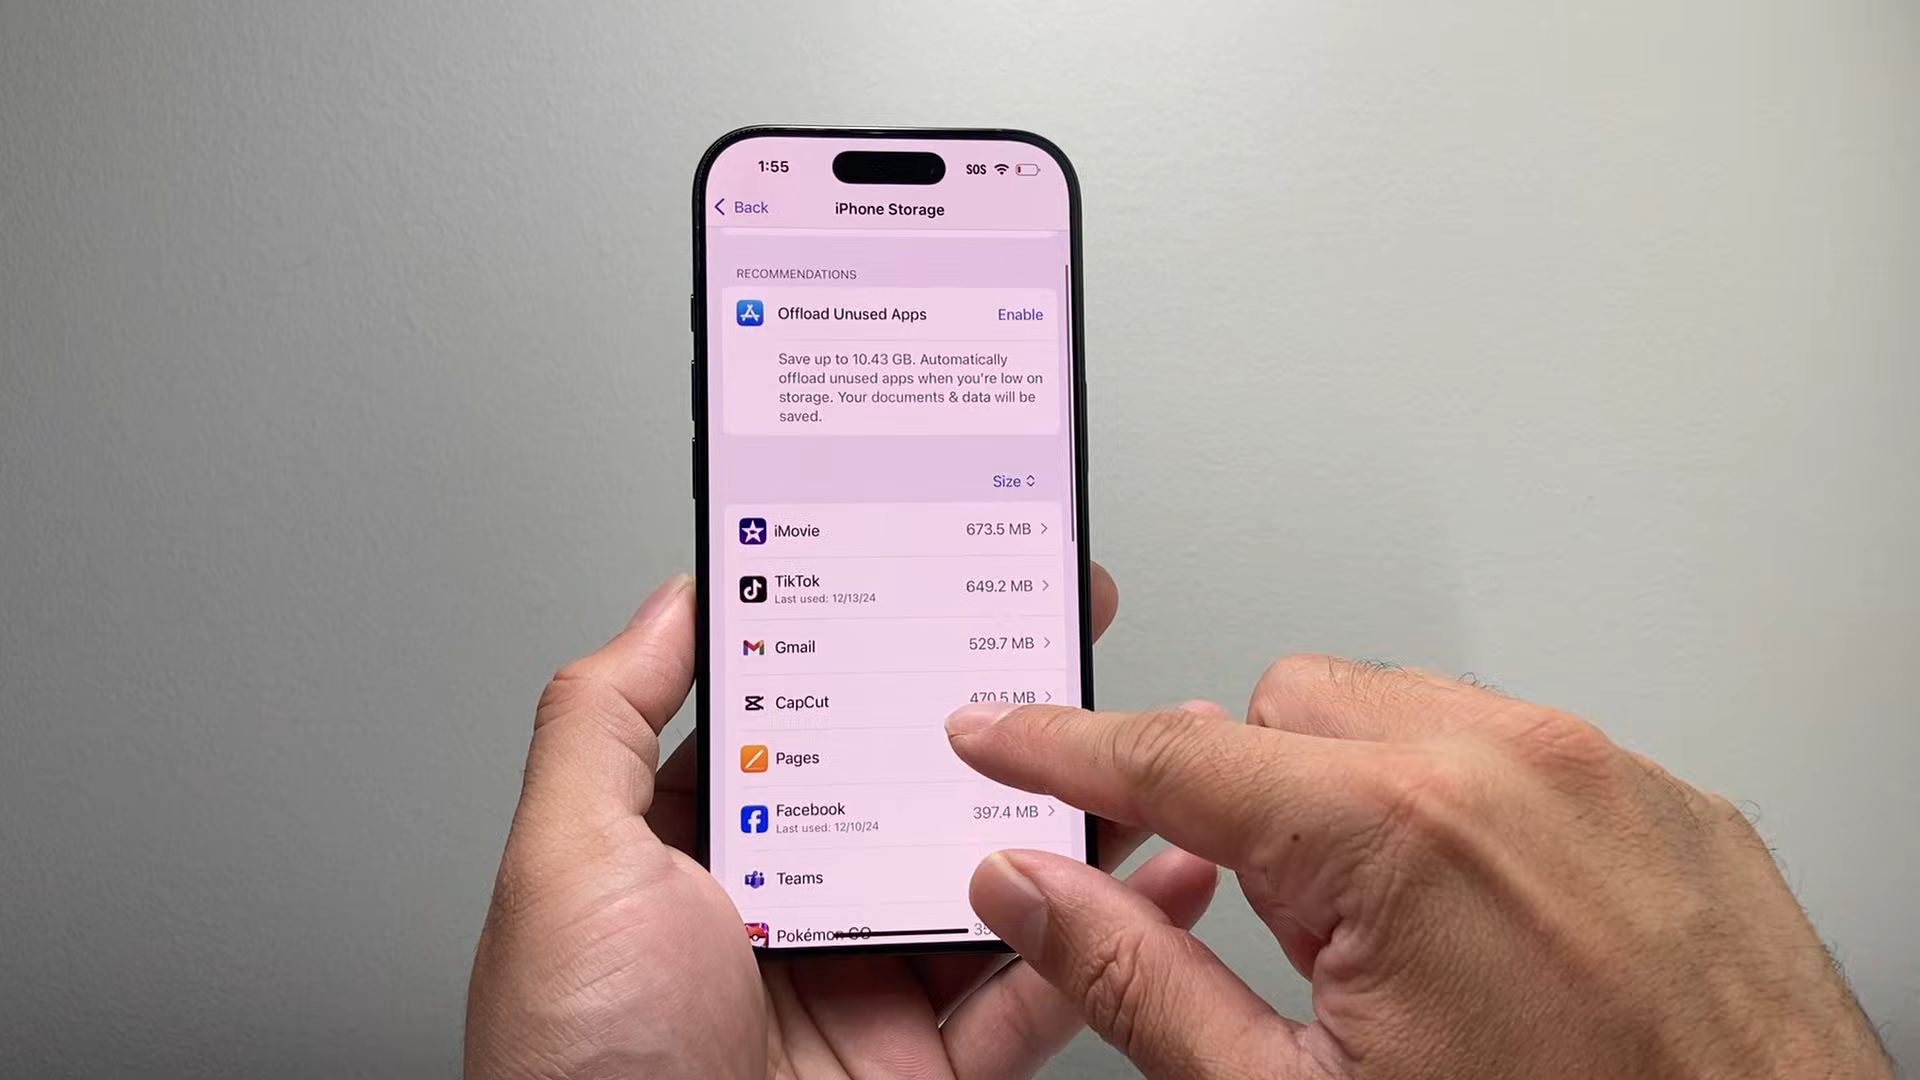 1:55
SOS
Back
iPhone Storage
RECOMMENDATIONS
Offload Unused Apps
Enable
Save up to 10.43 GB. Automatically
offload unused apps when you're low on
storage. Your documents & data will be
saved.
Size
iMovie
673.5 MB
TikTok
649.2 MB
Last used: 12/13/24
Gmail
529.7 MB
CapCut
470.5 MB
Pages
Facebook
397.4 MB
Last used: 12/10/24
Teams
Pokémon GO